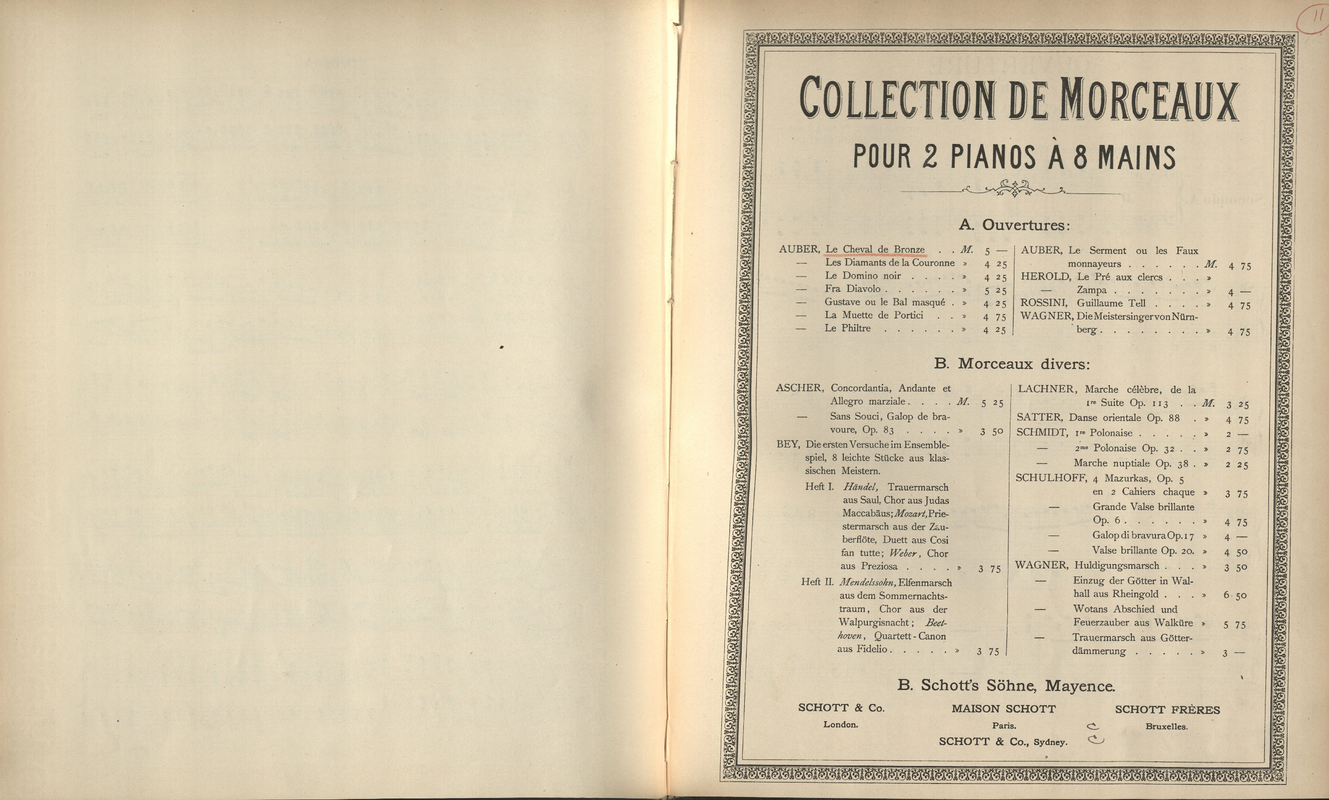 11
COLLECTION DE MORCEAUX
POUR 2 PIANOS À 8 MAINS
A. Ouvertures:
AUBER, Le Cheval de Bronze . . M. 5 —
— Les Diamants de la Couronne » 4 25
— Le Domino noir . . . . » 4 25
— Fra Diavolo . . . . . . » 5 25
— Gustave ou le Bal masqué . » 4 25
— La Muette de Portici . . » 4 75
— Le Philtre . . . . . . » 4 25
AUBER, Le Serment ou les Faux
monnayeurs . . . . . . M. 4 75
HEROLD, Le Pré aux clercs . . . »
— Zampa . . . . . . . » 4 —
ROSSINI, Guillaume Tell . . . . » 4 75
WAGNER, Die Meistersinger von Nürn-
berg . . . . . . . . » 4 75
B. Morceaux divers:
ASCHER, Concordantia, Andante et
Allegro marziale . . . . M. 5 25
— Sans Souci, Galop de bra-
voure, Op. 83 . . . . » 3 50
BEY, Die ersten Versuche im Ensemble-
spiel, 8 leichte Stücke aus klas-
sischen Meistern.
Heft I. Händel, Trauermarsch
aus Saul, Chor aus Judas
Maccabäus; Mozart, Prie-
stermarsch aus der Zau-
berflöte, Duett aus Cosi
fan tutte; Weber, Chor
aus Preziosa . . . . » 3 75
Heft II. Mendelssohn, Elfenmarsch
aus dem Sommernachts-
traum, Chor aus der
Walpurgisnacht; Beet-
hoven, Quartett-Canon
aus Fidelio . . . . . » 3 75
LACHNER, Marche célèbre, de la
1re Suite Op. 113 . . M. 3 25
SATTER, Danse orientale Op. 88 . » 4 75
SCHMIDT, 1re Polonaise . . . . . » 2 —
— 2me Polonaise Op. 32 . . » 2 75
— Marche nuptiale Op. 38 . » 2 25
SCHULHOFF, 4 Mazurkas, Op. 5
en 2 Cahiers chaque » 3 75
— Grande Valse brillante
Op. 6 . . . . . . » 4 75
— Galop di bravura Op. 17 » 4 —
— Valse brillante Op. 20. » 4 50
WAGNER, Huldigungsmarsch . . . » 3 50
— Einzug der Götter in Wal-
hall aus Rheingold . . . » 6 50
— Wotans Abschied und
Feuerzauber aus Walküre » 5 75
— Trauermarsch aus Götter-
dämmerung . . . . . » 3 —
B. Schott's Söhne, Mayence.
SCHOTT & Co. MAISON SCHOTT SCHOTT FRÈRES
London. Paris. Bruxelles.
SCHOTT & Co., Sydney.